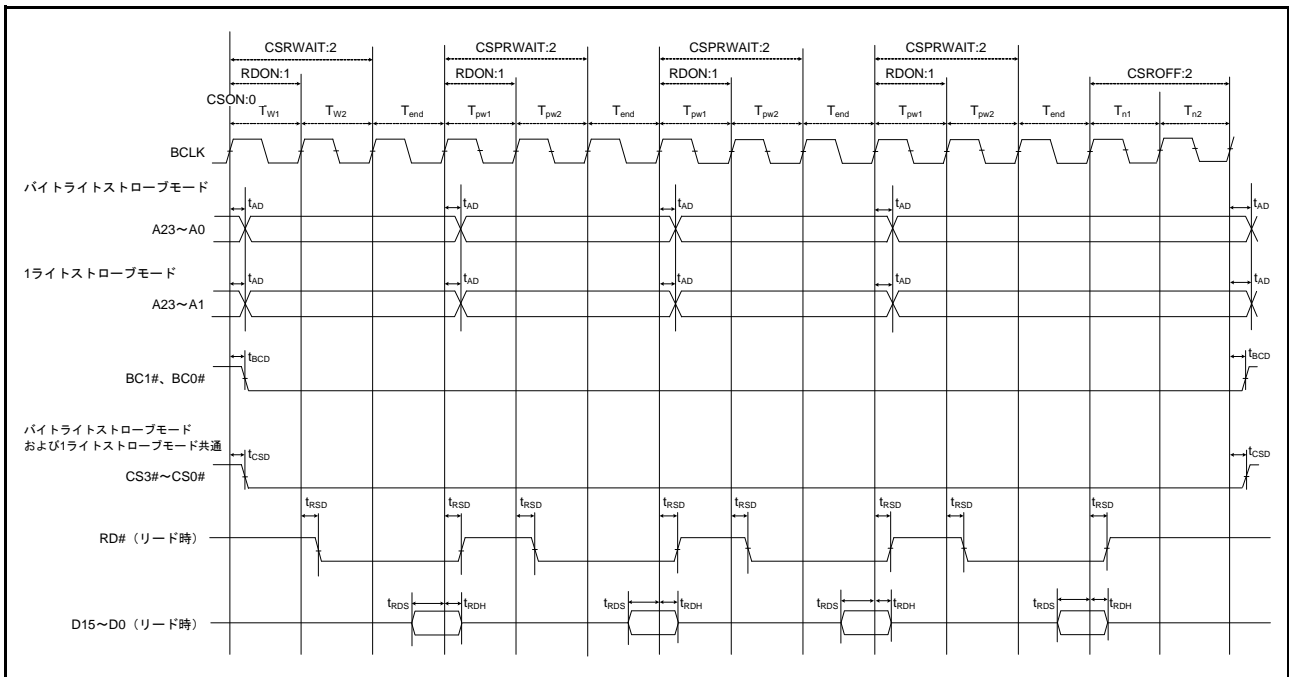 CSRWAIT:2 CSPRWAIT:2 CSPRWAIT:2 CSPRWAIT:2
RDON:1 RDON:1 RDON:1 RDON:1 CSROFF:2
CSON:0
TW1 TW2 Tend Tpw1 Tpw2 Tend Tpw1 Tpw2 Tend Tpw1 Tpw2 Tend Tn1 Tn2
BCLK
バイトライトストローブモード
tAD tAD tAD tAD tAD
A23～A0
1ライトストローブモード
tAD tAD tAD tAD tAD
A23～A1
tBCD tBCD
BC1#、BC0#
バイトライトストローブモード
および1ライトストローブモード共通
tCSD tCSD
CS3#～CS0#
tRSD tRSD tRSD tRSD tRSD tRSD tRSD tRSD
RD#（リード時）
tRDS tRDH tRDS tRDH tRDS tRDH tRDS tRDH
D15～D0（リード時）